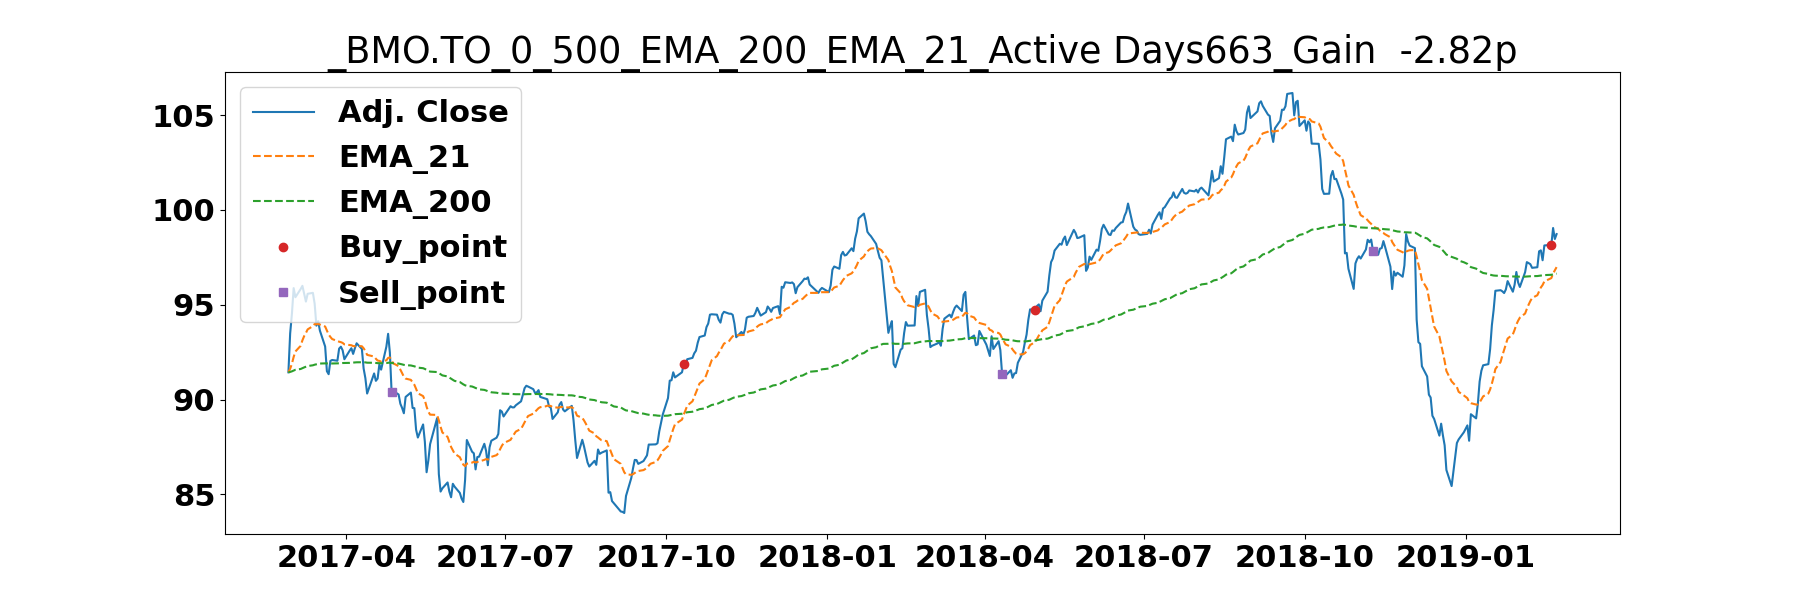 _BMO.TO_0_500_EMA_200_EMA_21_Active Days663_Gain  -2.82p
Adj. Close
EMA_21
EMA_200
Buy_point
Sell_point
105
100
95
90
85
2017-04 2017-07 2017-10 2018-01 2018-04 2018-07 2018-10 2019-01